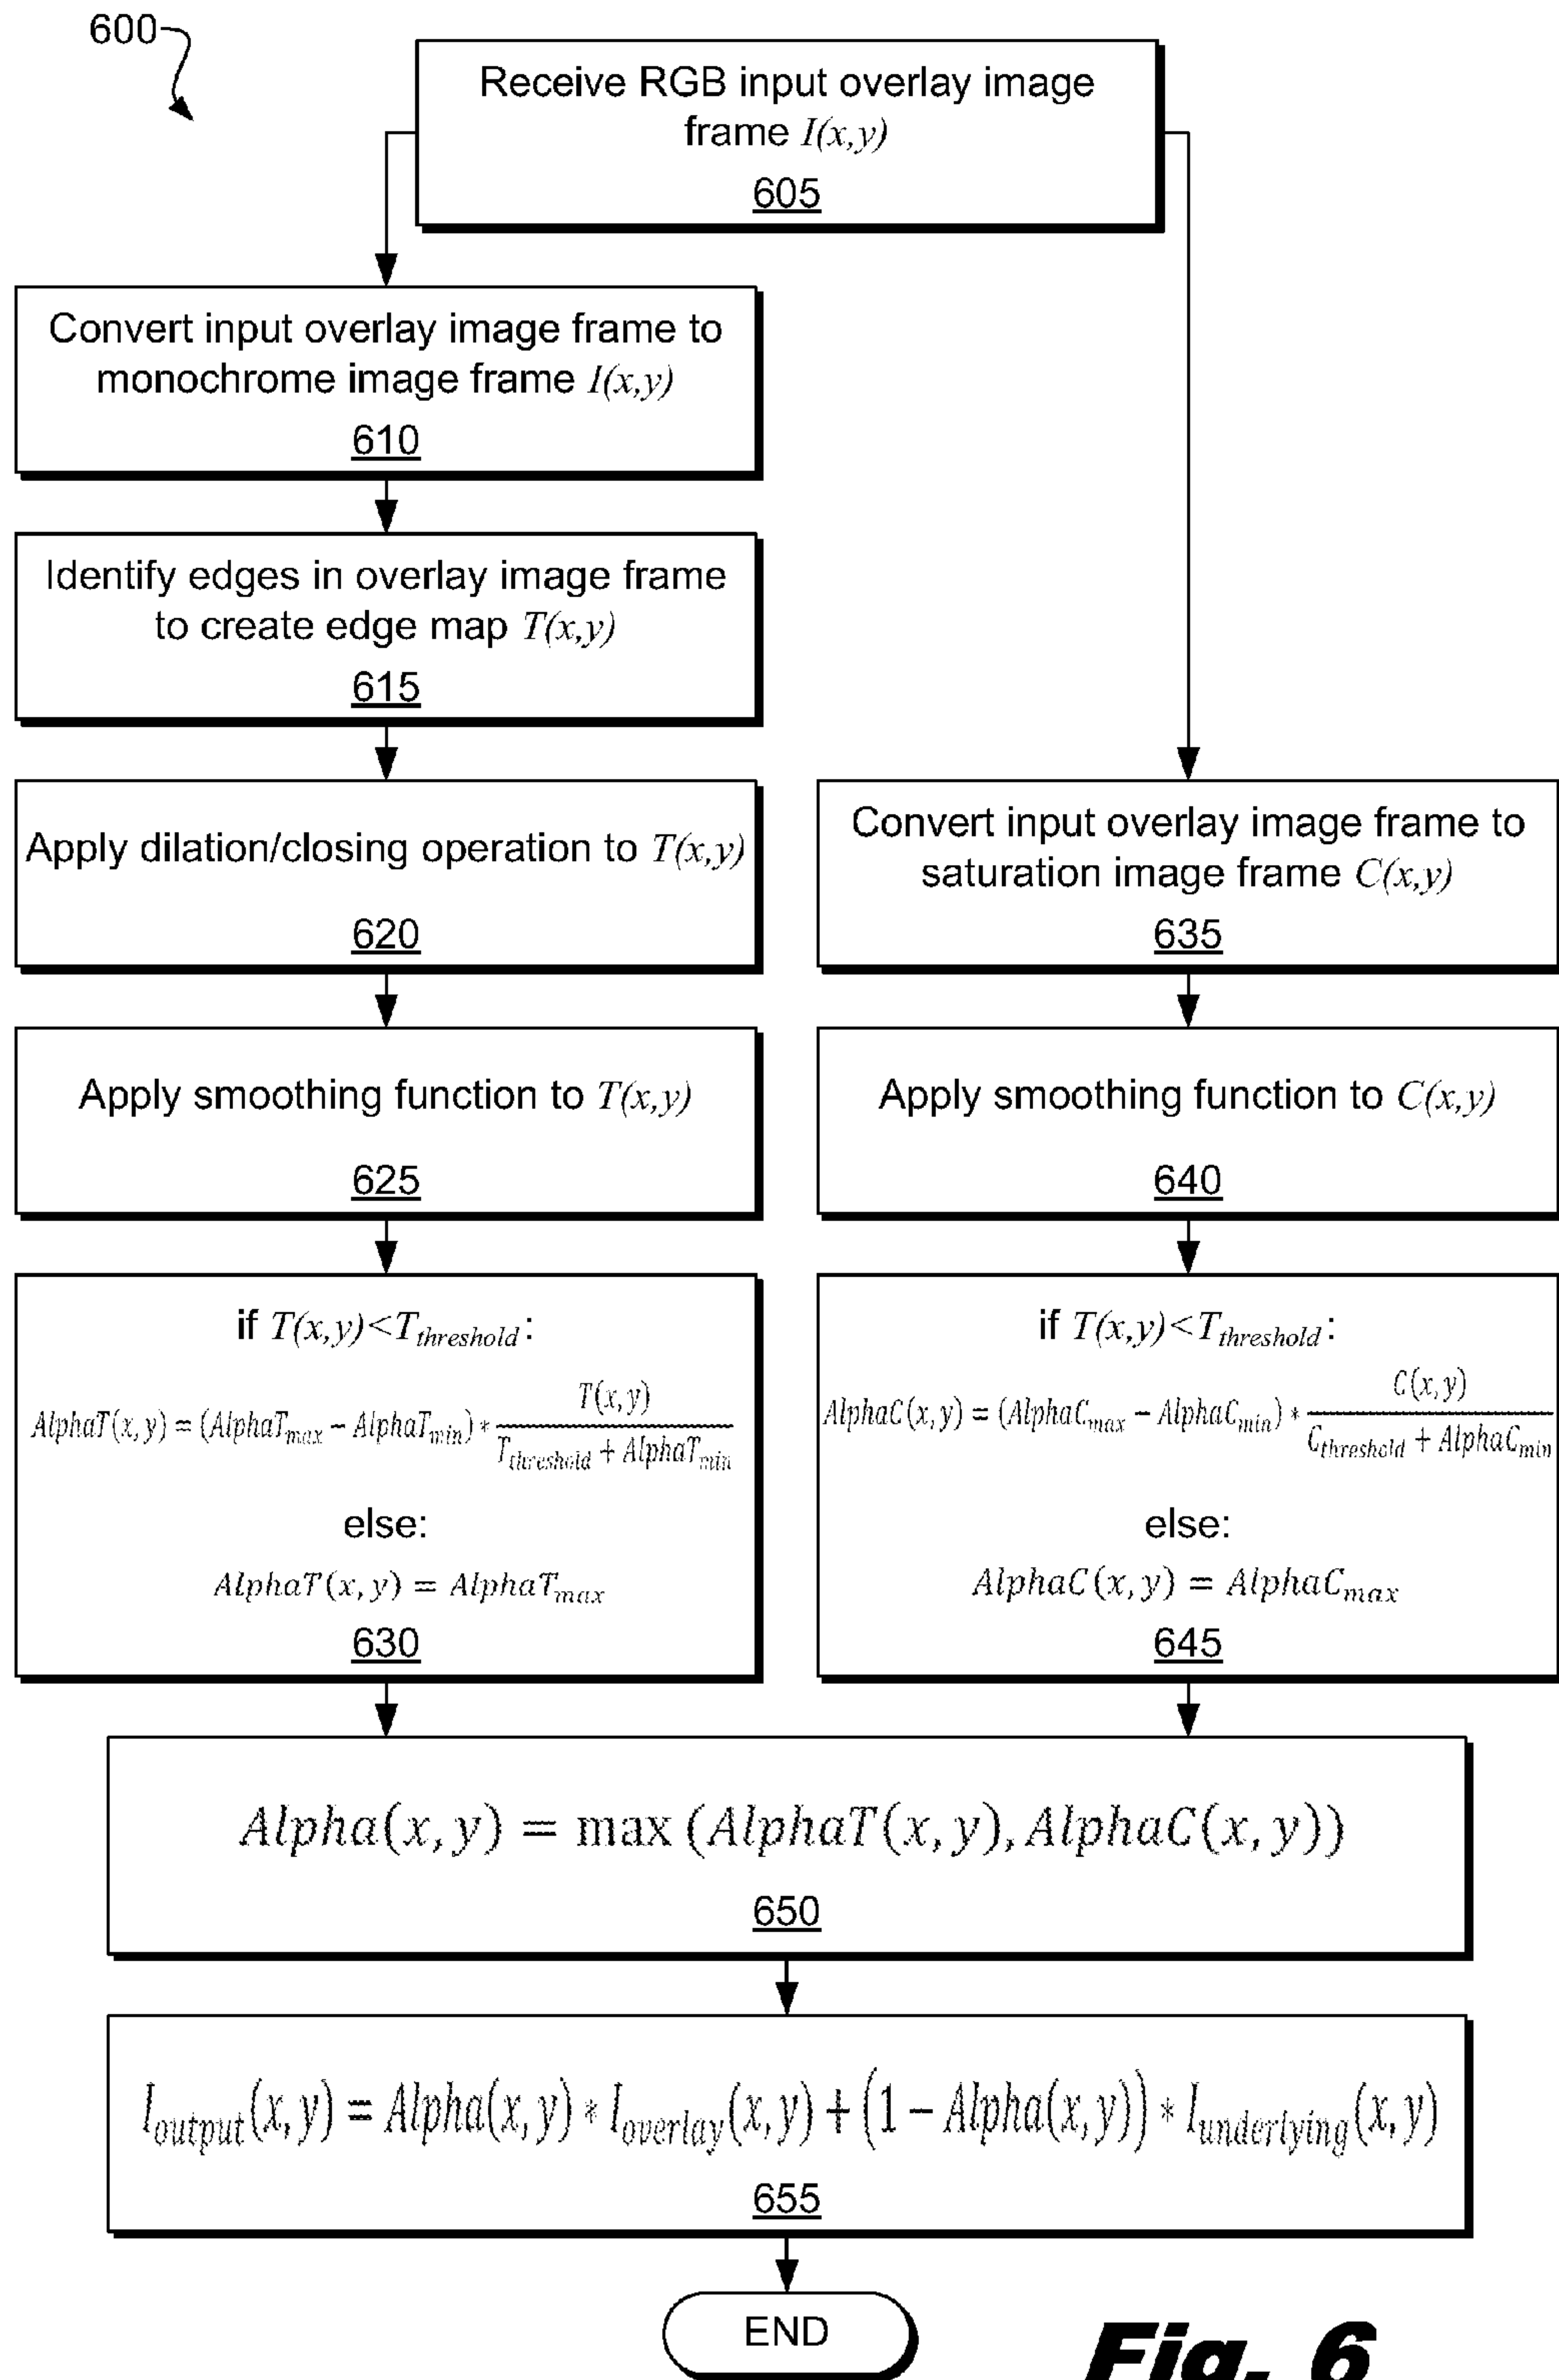 600
Receive RGB input overlay image
frame I(x,y)
605
Convert input overlay image frame to
monochrome image frame I(x,y)
610
Identify edges in overlay image frame
to create edge map T(x,y)
615
Apply dilation/closing operation to T(x,y)
620
Apply smoothing function to T(x,y)
625
if T(x,y)<T_threshold:
AlphaT(x, y) = (AlphaT_max − AlphaT_min) * T(x, y) / (T_threshold + AlphaT_min)
else:
AlphaT(x, y) = AlphaT_max
630
Convert input overlay image frame to
saturation image frame C(x,y)
635
Apply smoothing function to C(x,y)
640
if T(x,y)<T_threshold:
AlphaC(x, y) = (AlphaC_max − AlphaC_min) * C(x, y) / (C_threshold + AlphaC_min)
else:
AlphaC(x, y) = AlphaC_max
645
Alpha(x, y) = max (AlphaT(x, y), AlphaC(x, y))
650
I_output(x, y) = Alpha(x, y) * I_overlay(x, y) + (1 − Alpha(x, y)) * I_underlying(x, y)
655
END
Fig. 6